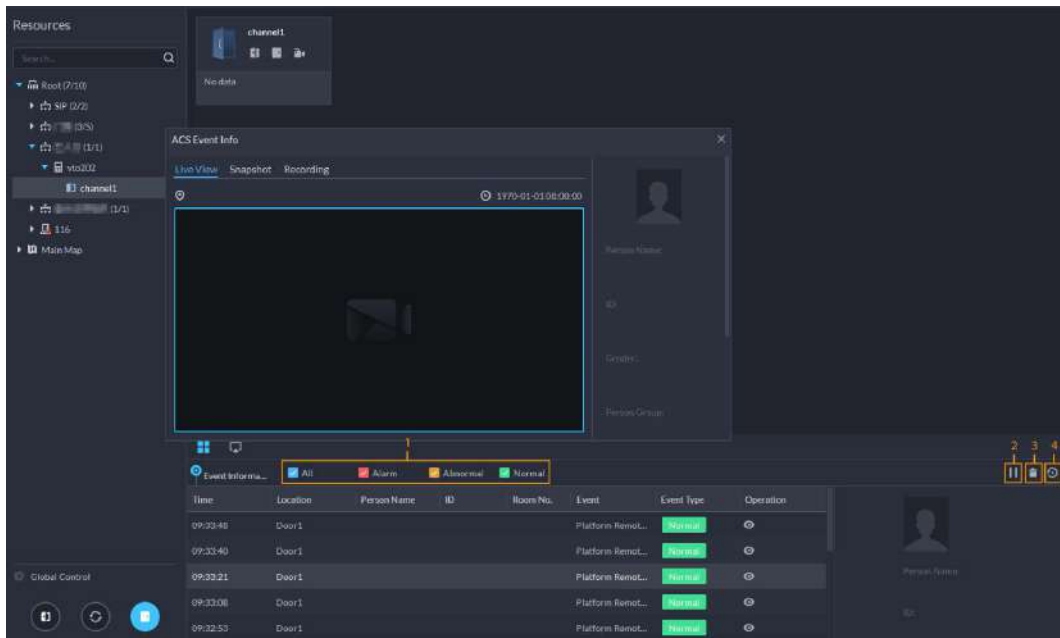 Resources
Search...
Root (7/10)
SIP (2/2)
(3/5)
(1/1)
vto202
channel1
(1/1)
116
Main Map
Global Control
channel1
No data
ACS Event Info
Live View Snapshot Recording
1970-01-01 08:00:00
Person Name:
ID:
Gender:
Person Group:
1
2 3 4
Event Informa... All Alarm Abnormal Normal
Time Location Person Name ID Room No. Event Event Type Operation
09:33:48 Door1 Platform Remot... Normal
09:33:40 Door1 Platform Remot... Normal
09:33:21 Door1 Platform Remot... Normal
09:33:08 Door1 Platform Remot... Normal
09:32:53 Door1 Platform Remot... Normal
Person Name
ID: